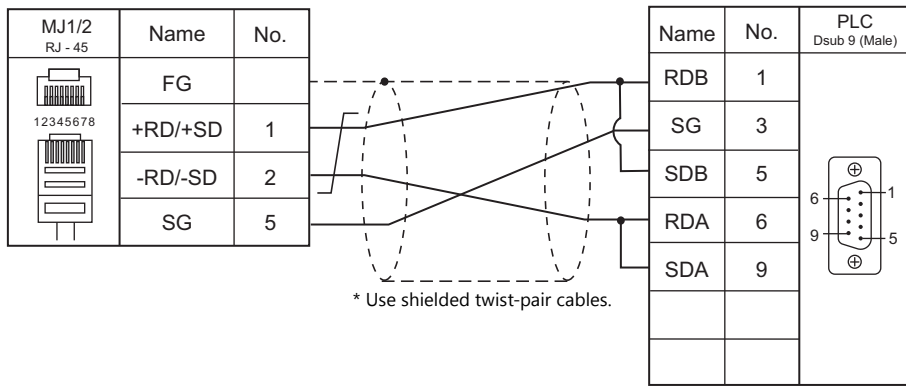 MJ1/2
RJ - 45
Name
No.
12345678
FG
+RD/+SD
1
-RD/-SD
2
SG
5
* Use shielded twist-pair cables.
Name
No.
PLC
Dsub 9 (Male)
RDB
1
SG
3
SDB
5
RDA
6
SDA
9
6
1
9
5